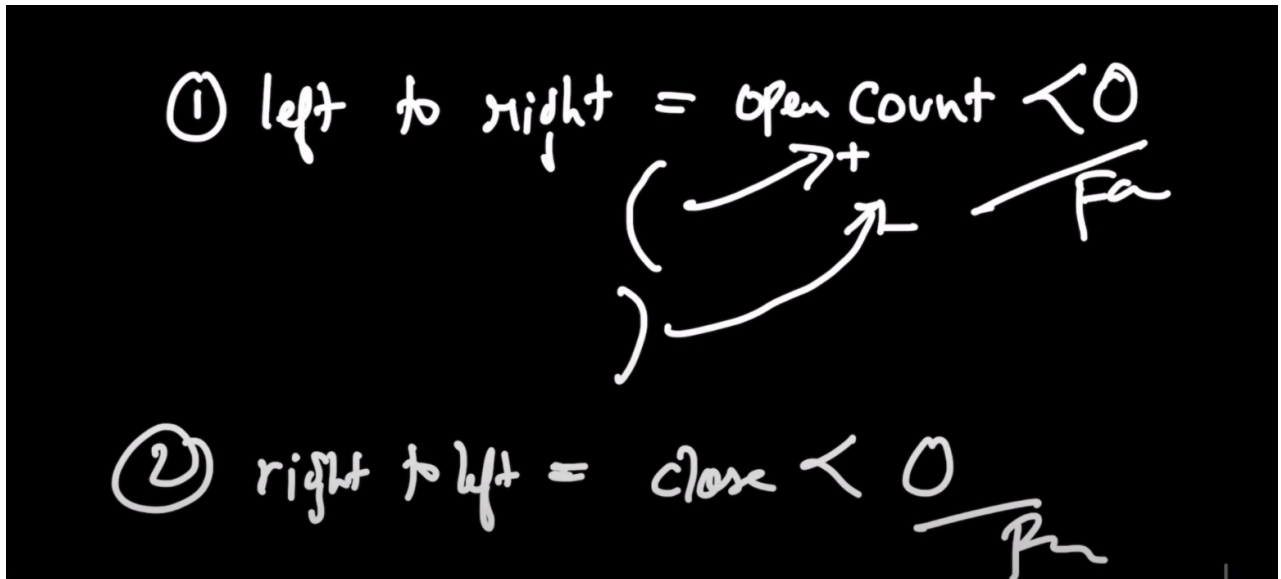 ① left to right = open count < 0
( → +
Fa
) → -
② right to left = close < 0